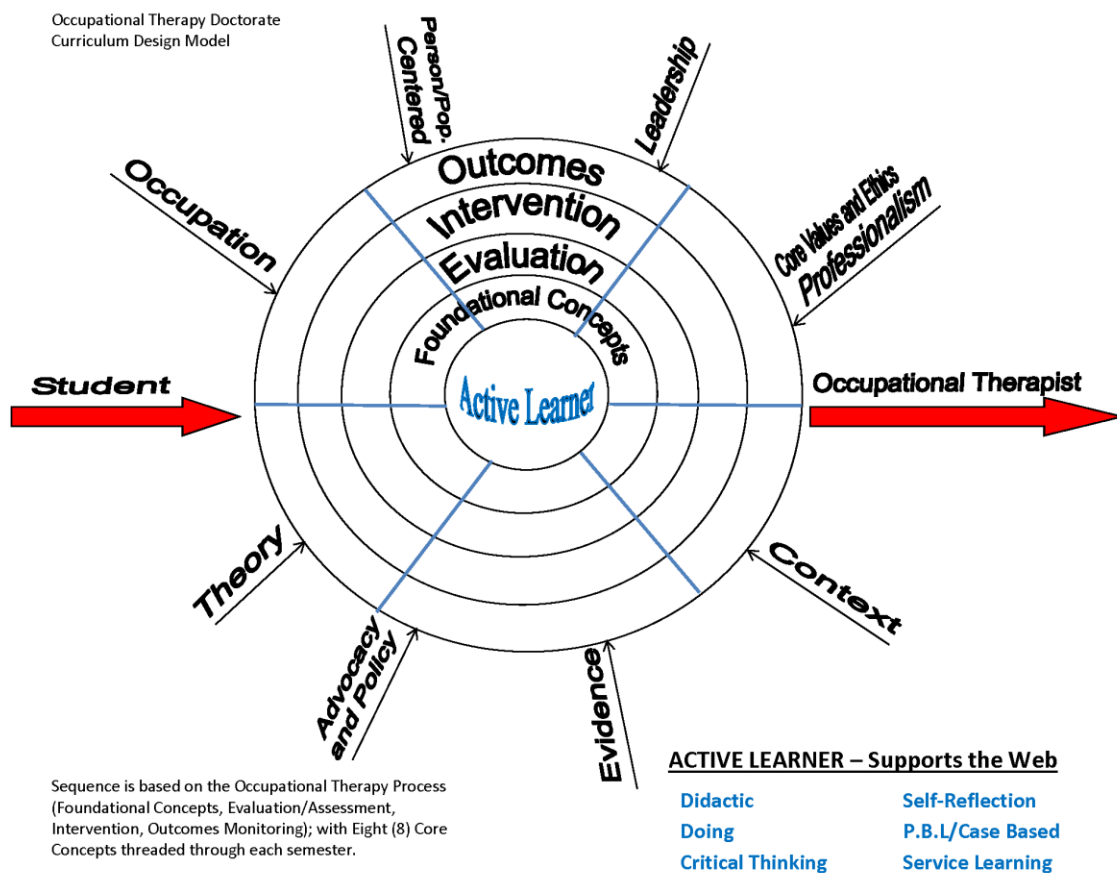 Occupational Therapy Doctorate
Curriculum Design Model
Person/Pop.
Centered
Leadership
Occupation
Core Values and Ethics
Professionalism
Outcomes
Intervention
Evaluation
Foundational Concepts
Active Learner
Student
Occupational Therapist
Theory
Context
Advocacy
and Policy
Evidence
Sequence is based on the Occupational Therapy Process
(Foundational Concepts, Evaluation/Assessment,
Intervention, Outcomes Monitoring); with Eight (8) Core
Concepts threaded through each semester.
ACTIVE LEARNER – Supports the Web
Didactic
Self-Reflection
Doing
P.B.L/Case Based
Critical Thinking
Service Learning